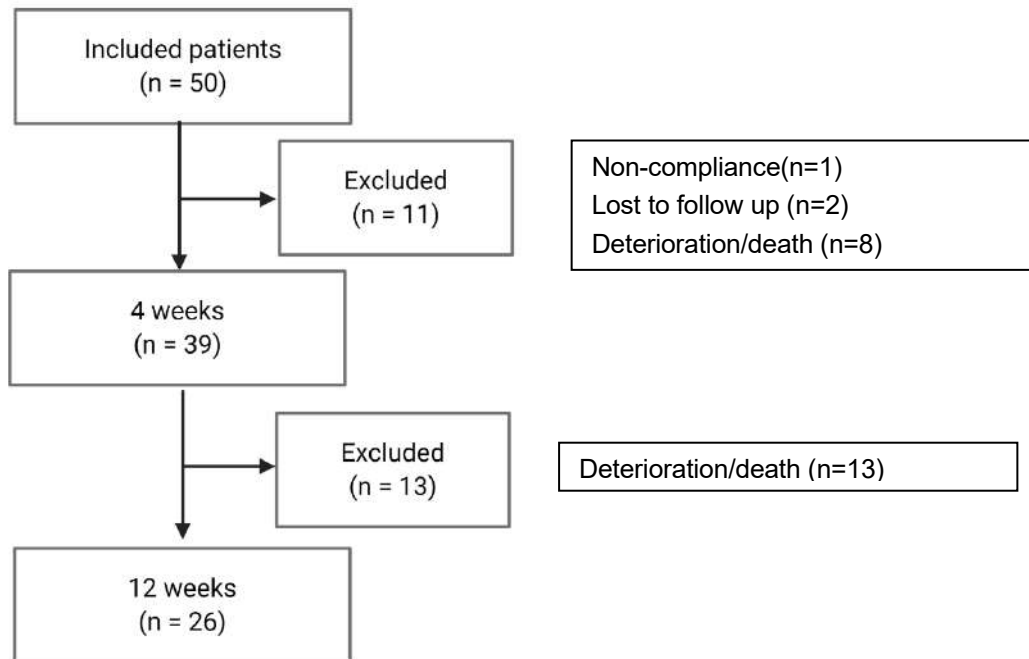 Included patients
(n = 50)
Excluded
(n = 11)
Non-compliance(n=1)
Lost to follow up (n=2)
Deterioration/death (n=8)
4 weeks
(n = 39)
Excluded
(n = 13)
Deterioration/death (n=13)
12 weeks
(n = 26)